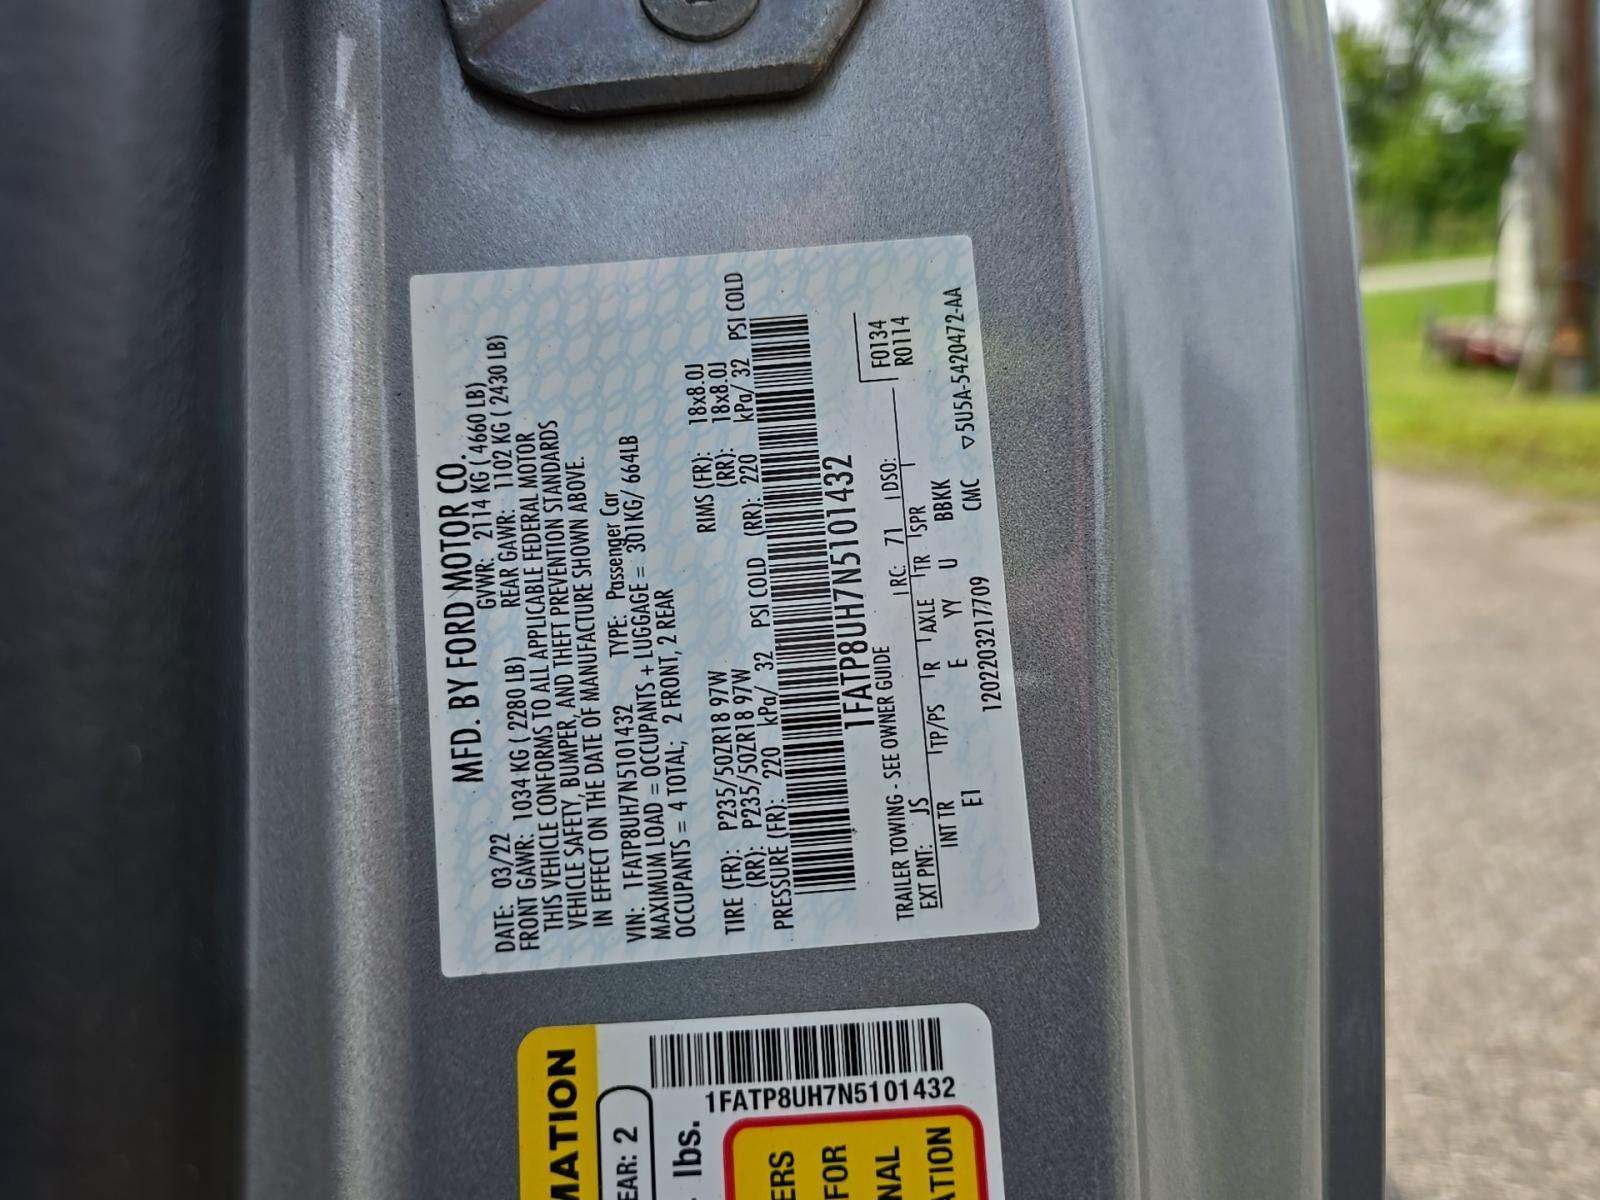 MFD. BY FORD MOTOR CO.
DATE: 03/22 GVWR: 2114 KG ( 4660 LB)
FRONT GAWR: 1034 KG ( 2280 LB) REAR GAWR: 1102 KG ( 2430 LB)
THIS VEHICLE CONFORMS TO ALL APPLICABLE FEDERAL MOTOR
VEHICLE SAFETY, BUMPER, AND THEFT PREVENTION STANDARDS
IN EFFECT ON THE DATE OF MANUFACTURE SHOWN ABOVE.
VIN: 1FATP8UH7N5101432 TYPE: Passenger Car
MAXIMUM LOAD = OCCUPANTS + LUGGAGE = 301KG/ 664LB
OCCUPANTS = 4 TOTAL; 2 FRONT, 2 REAR
TIRE (FR): P235/50ZR18 97W RIMS (FR): 18x8.0J
(RR): P235/50ZR18 97W (RR): 18x8.0J
PRESSURE (FR): 220 kPa/ 32 PSI COLD (RR): 220 kPa/ 32 PSI COLD
1FATP8UH7N5101432
F0134
R0114
TRAILER TOWING - SEE OWNER GUIDE
EXT PNT: JS RC: 71 DSO:
INT TR TP/PS R AXLE TR SPR
E1 E YY U BBKK
1202203217709 CMC ▽5U5A-5420472-AA
MATION
EAR: 2
1FATP8UH7N5101432
lbs.
ERS
FOR
NAL
ATION